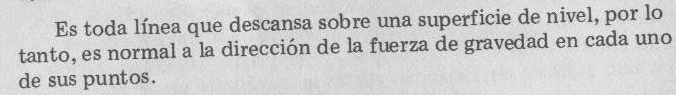 Es toda línea que descansa sobre una superficie de nivel, por lo
tanto, es normal a la dirección de la fuerza de gravedad en cada uno
de sus puntos.